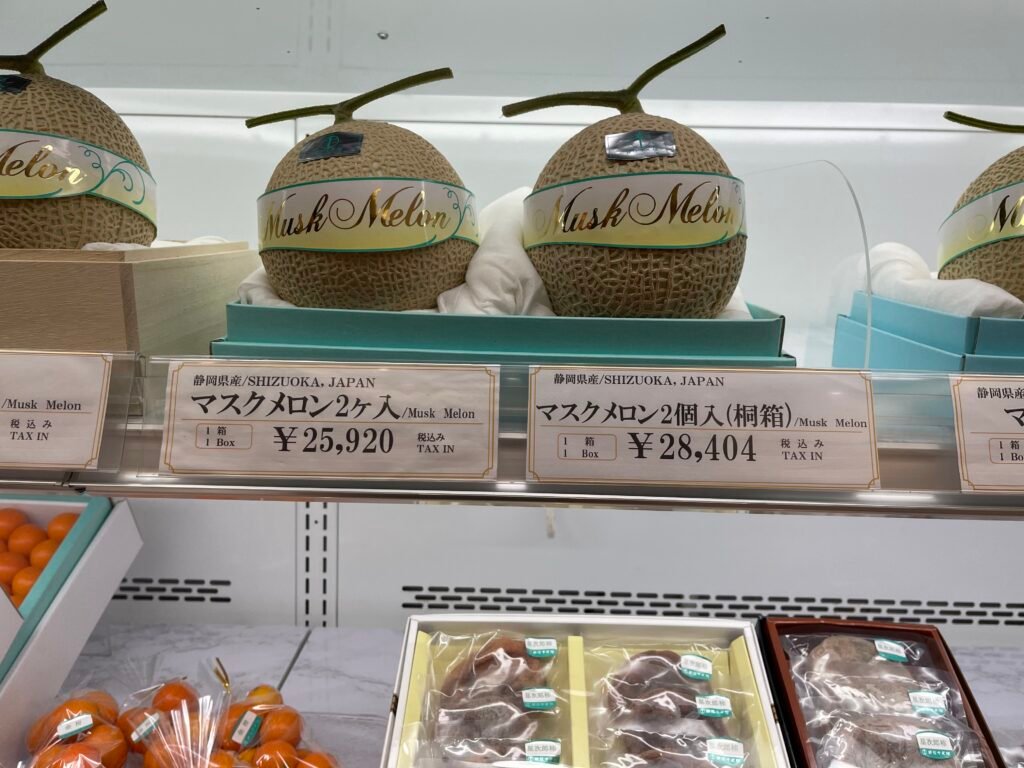 Melon
Musk Melon
Musk Melon
/Musk Melon
税込み
TAX IN
静岡県産/SHIZUOKA, JAPAN
マスクメロン2ヶ入/Musk Melon
1 箱
1 Box
¥25,920
税込み
TAX IN
静岡県産/SHIZUOKA, JAPAN
マスクメロン2個入(桐箱)/Musk Melon
1 箱
1 Box
¥28,404
税込み
TAX IN
静岡県産
1